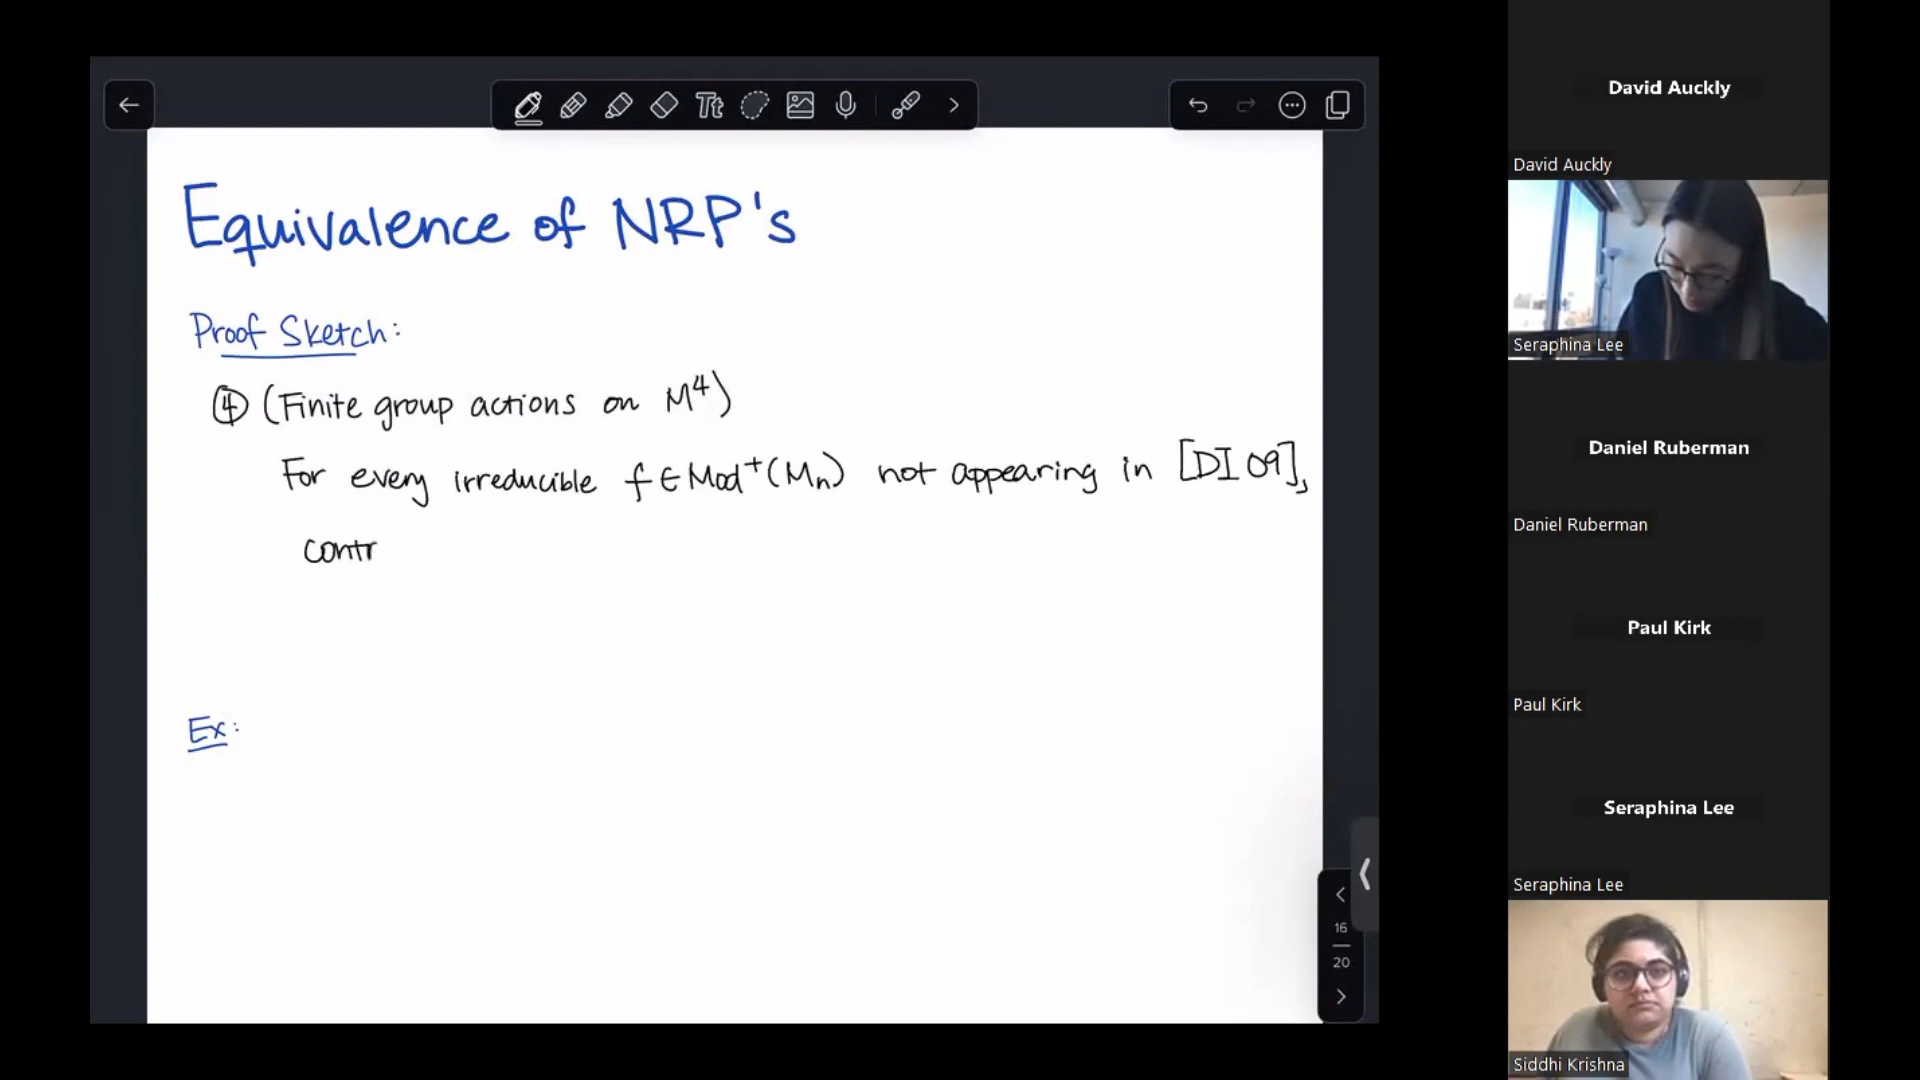 Tt
Equivalence of NRP's
Proof Sketch:
④ (Finite group actions on M⁴)
For every irreducible f ∈ Mod⁺(Mₙ) not appearing in [DI 09],
contr
Ex:
16
20
David Auckly
David Auckly
Seraphina Lee
Daniel Ruberman
Daniel Ruberman
Paul Kirk
Paul Kirk
Seraphina Lee
Seraphina Lee
Siddhi Krishna